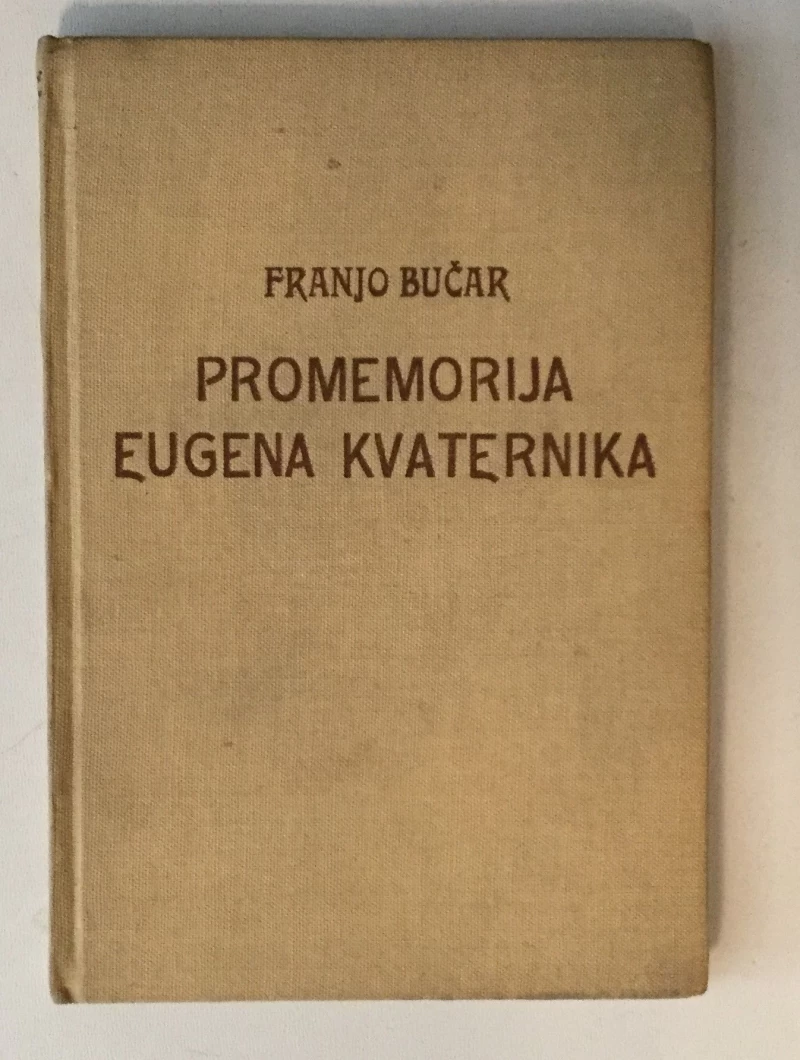 FRANJO BUČAR
PROMEMORIJA
EUGENA KVATERNIKA